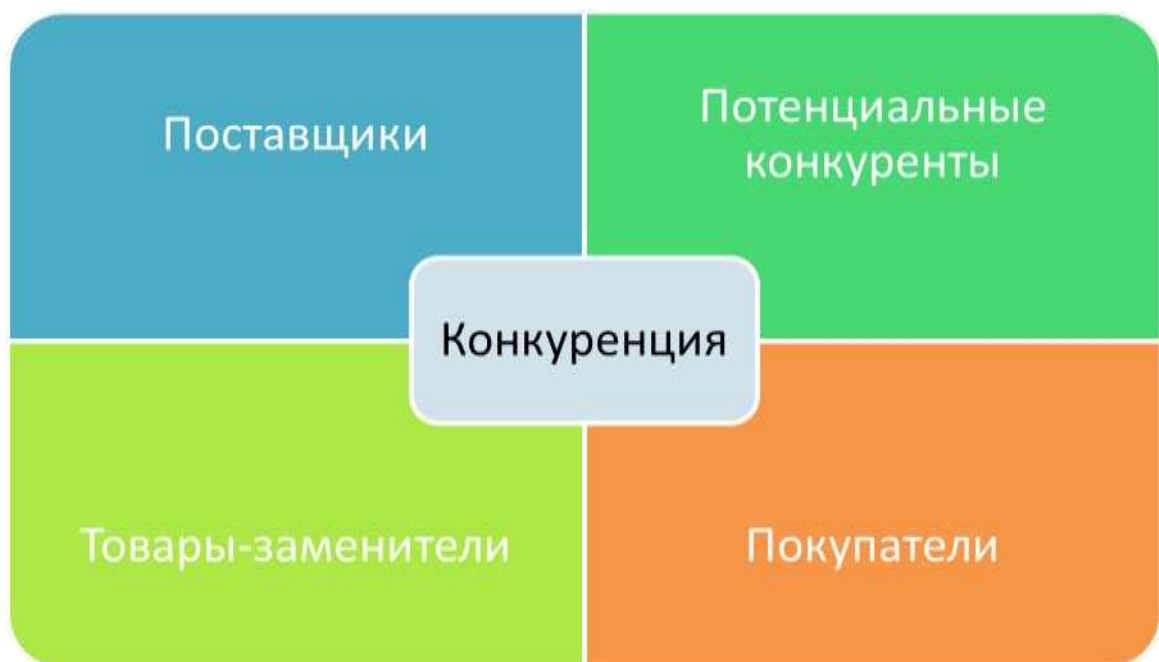 Поставщики
Потенциальные
конкуренты
Конкуренция
Товары-заменители
Покупатели